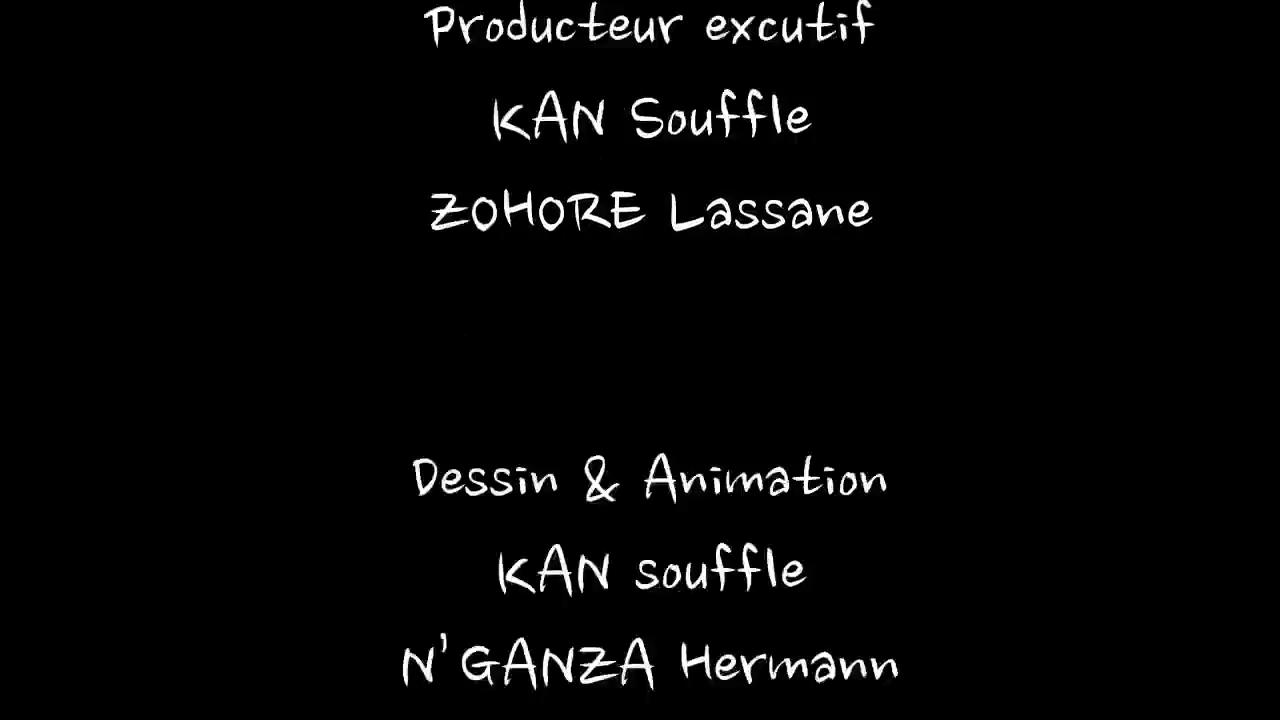 Producteur excutif
KAN Souffle
ZOHORE Lassane
Dessin & Animation
KAN souffle
N'GANZA Hermann